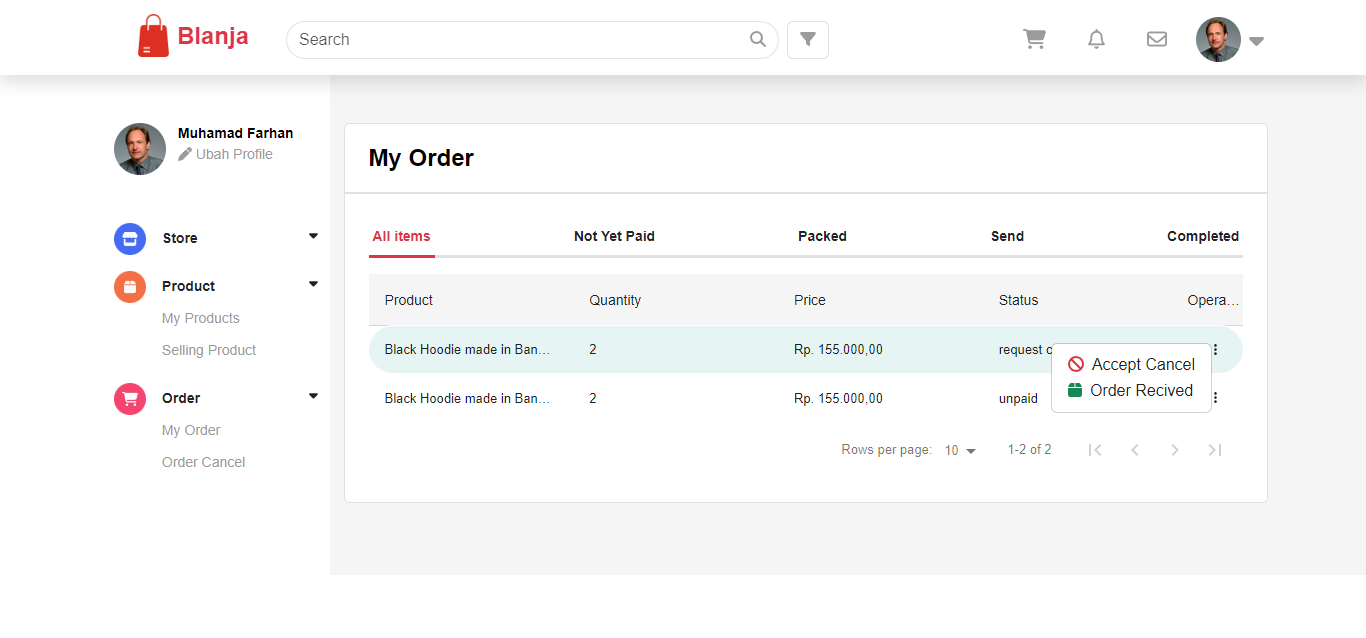 Blanja
Search
Muhamad Farhan
Ubah Profile
Store
Product
My Products
Selling Product
Order
My Order
Order Cancel
My Order
All items Not Yet Paid Packed Send Completed
Product Quantity Price Status Opera...
Black Hoodie made in Ban... 2 Rp. 155.000,00 request c
Accept Cancel
Order Recived
Black Hoodie made in Ban... 2 Rp. 155.000,00 unpaid
Rows per page: 10 1-2 of 2